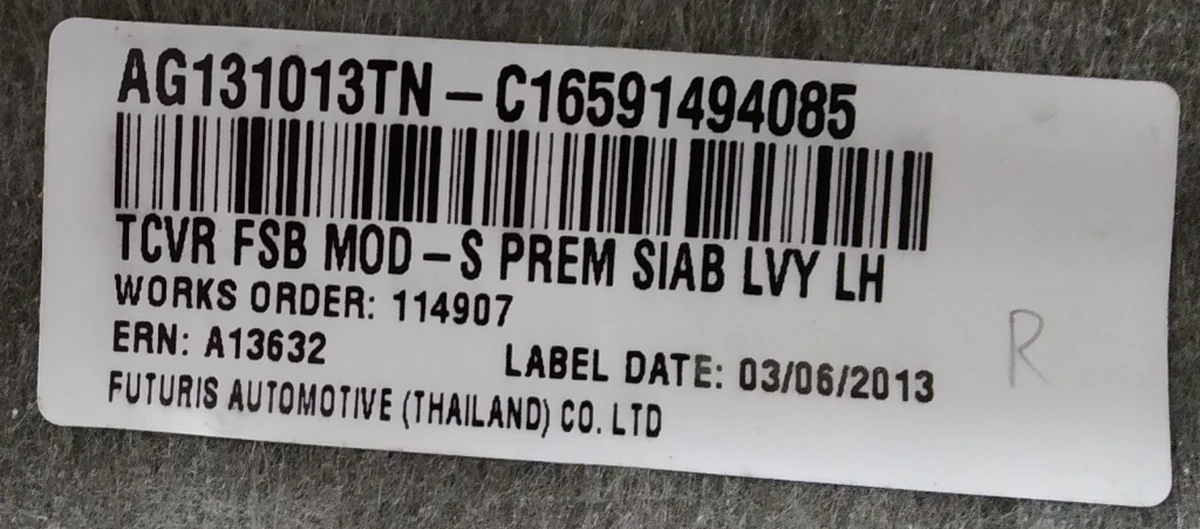 AG131013TN – C16591494085
TCVR FSB MOD – S PREM SIAB LVY LH
WORKS ORDER: 114907
ERN: A13632
LABEL DATE: 03/06/2013
FUTURIS AUTOMOTIVE (THAILAND) CO. LTD
R